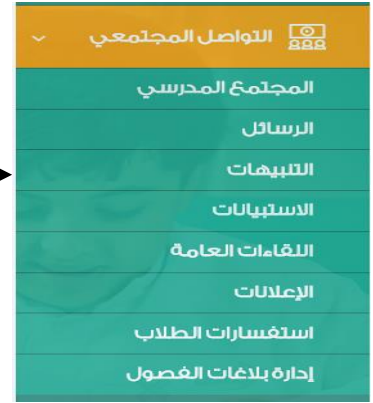 التواصل المجتمعي
المجتمع المدرسي
الرسائل
التنبيهات
الاستبيانات
اللقاءات العامة
الإعلانات
استفسارات الطلاب
إدارة بلاغات الفصول